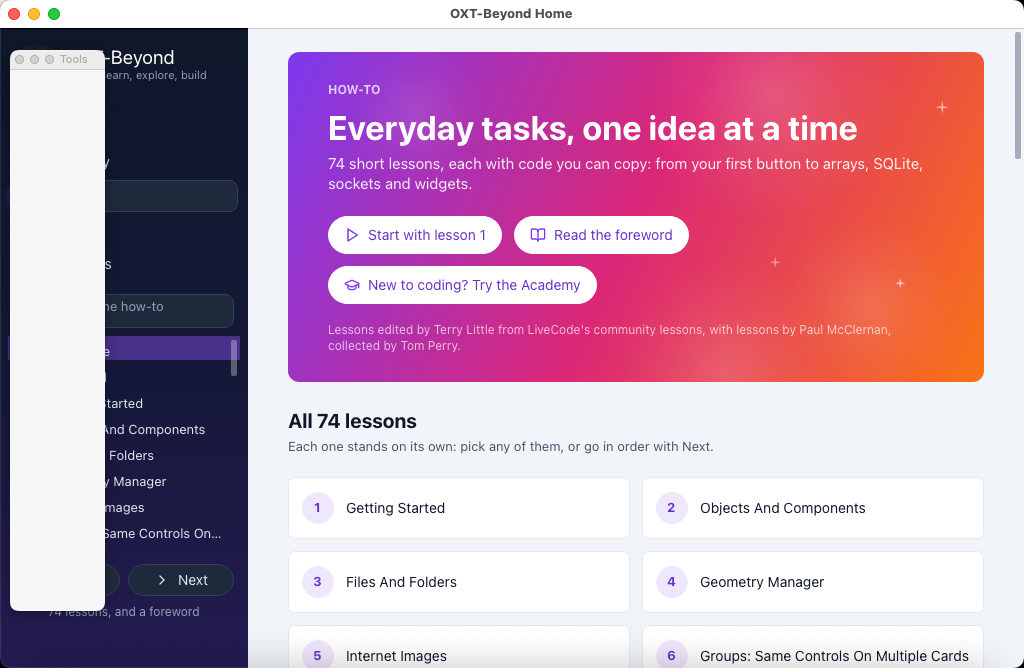 OXT-Beyond Home
Tools
-Beyond
earn, explore, build
y
s
ne how-to
e
Started
And Components
Folders
y Manager
mages
Same Controls On...
Next
74 lessons, and a foreword
HOW-TO
Everyday tasks, one idea at a time
74 short lessons, each with code you can copy: from your first button to arrays, SQLite,
sockets and widgets.
Start with lesson 1
Read the foreword
New to coding? Try the Academy
Lessons edited by Terry Little from LiveCode's community lessons, with lessons by Paul McClernan,
collected by Tom Perry.
All 74 lessons
Each one stands on its own: pick any of them, or go in order with Next.
1 Getting Started
2 Objects And Components
3 Files And Folders
4 Geometry Manager
5 Internet Images
6 Groups: Same Controls On Multiple Cards